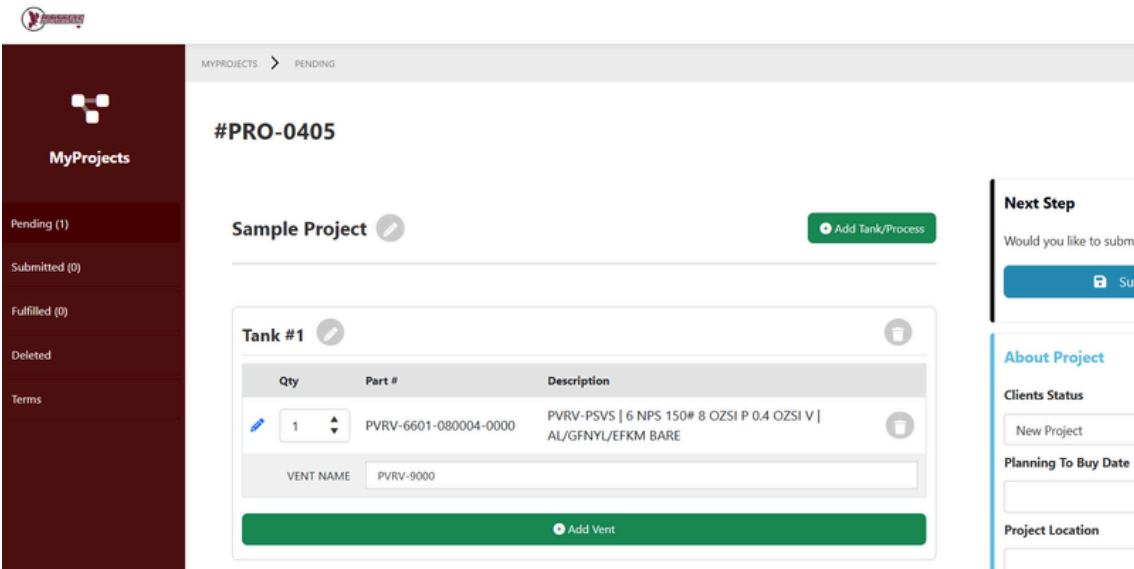 MYPROJECTS
PENDING
MyProjects
Pending (1)
Submitted (0)
Fulfilled (0)
Deleted
Terms
#PRO-0405
Sample Project
Add Tank/Process
Tank #1
Qty Part # Description
1 PVRV-6601-080004-0000 PVRV-PSVS | 6 NPS 150# 8 OZSI P 0.4 OZSI V |
AL/GFNYL/EFKM BARE
VENT NAME PVRV-9000
Add Vent
Next Step
Would you like to subm
Su
About Project
Clients Status
New Project
Planning To Buy Date
Project Location